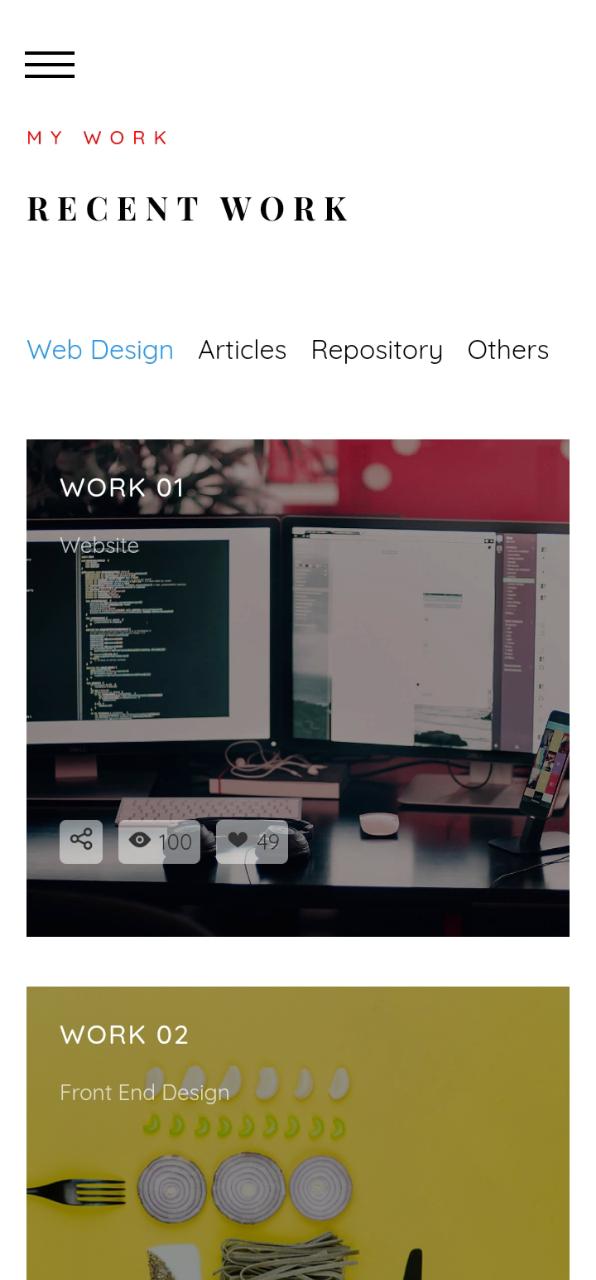 MY WORK
RECENT WORK
Web Design Articles Repository Others
WORK 01
Website
100 49
WORK 02
Front End Design